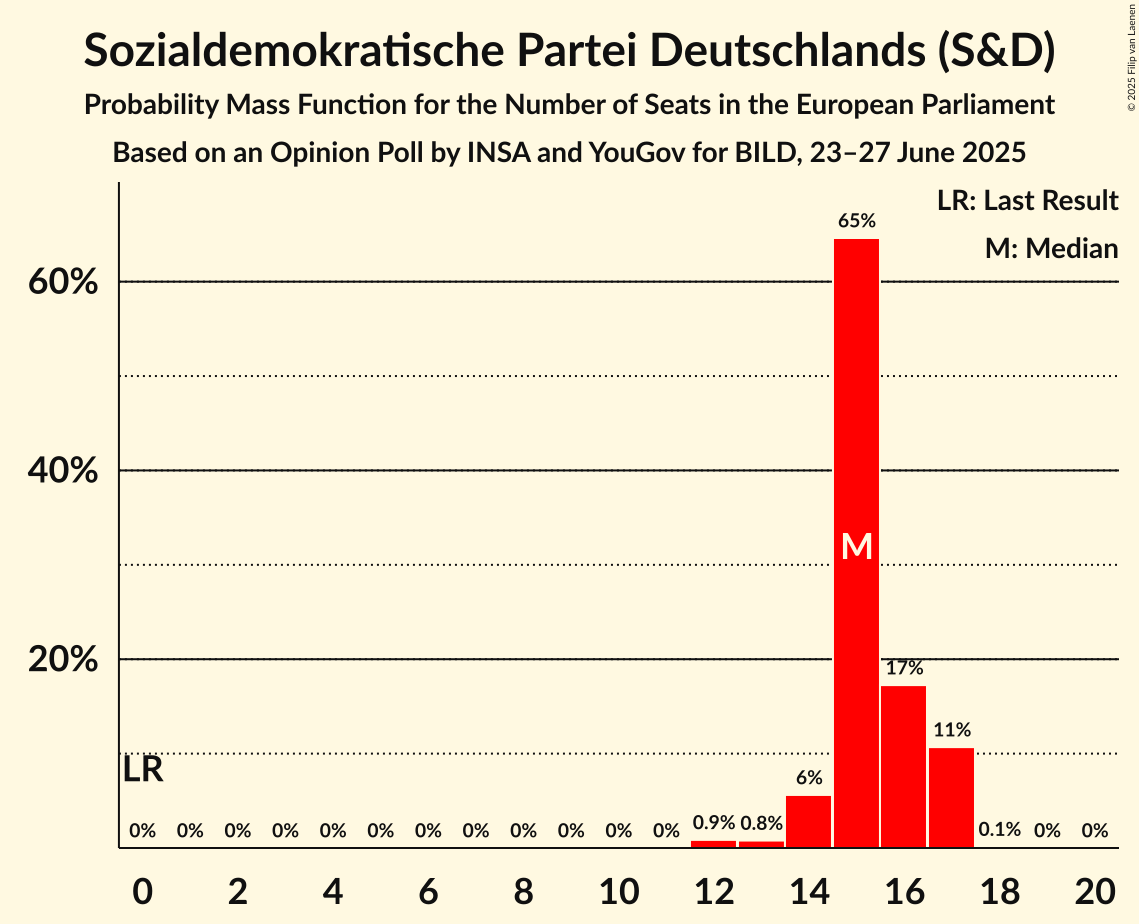 Sozialdemokratische Partei Deutschlands (S&D)
Probability Mass Function for the Number of Seats in the European Parliament
Based on an Opinion Poll by INSA and YouGov for BILD, 23–27 June 2025
© 2025 Filip van Laenen
LR: Last Result
M: Median
65%
60%
40%
M
20%
17%
11%
LR
6%
0% 0% 0% 0% 0% 0% 0% 0% 0% 0% 0% 0% 0.9% 0.8% 0.1% 0% 0%
0 2 4 6 8 10 12 14 16 18 20